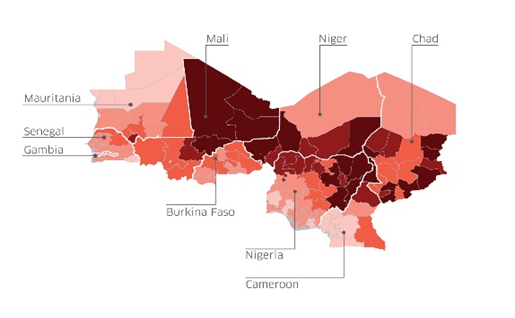 Mali
Niger
Chad
Mauritania
Senegal
Gambia
Burkina Faso
Nigeria
Cameroon